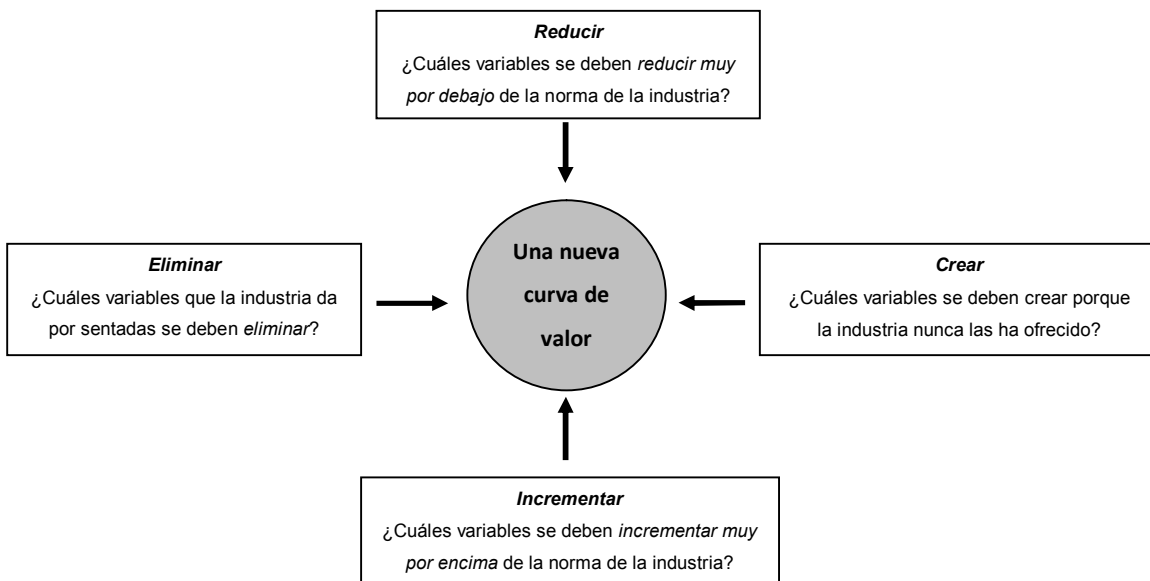 Reducir
¿Cuáles variables se deben reducir muy
por debajo de la norma de la industria?
Eliminar
¿Cuáles variables que la industria da
por sentadas se deben eliminar?
Una nueva
curva de
valor
Crear
¿Cuáles variables se deben crear porque
la industria nunca las ha ofrecido?
Incrementar
¿Cuáles variables se deben incrementar muy
por encima de la norma de la industria?